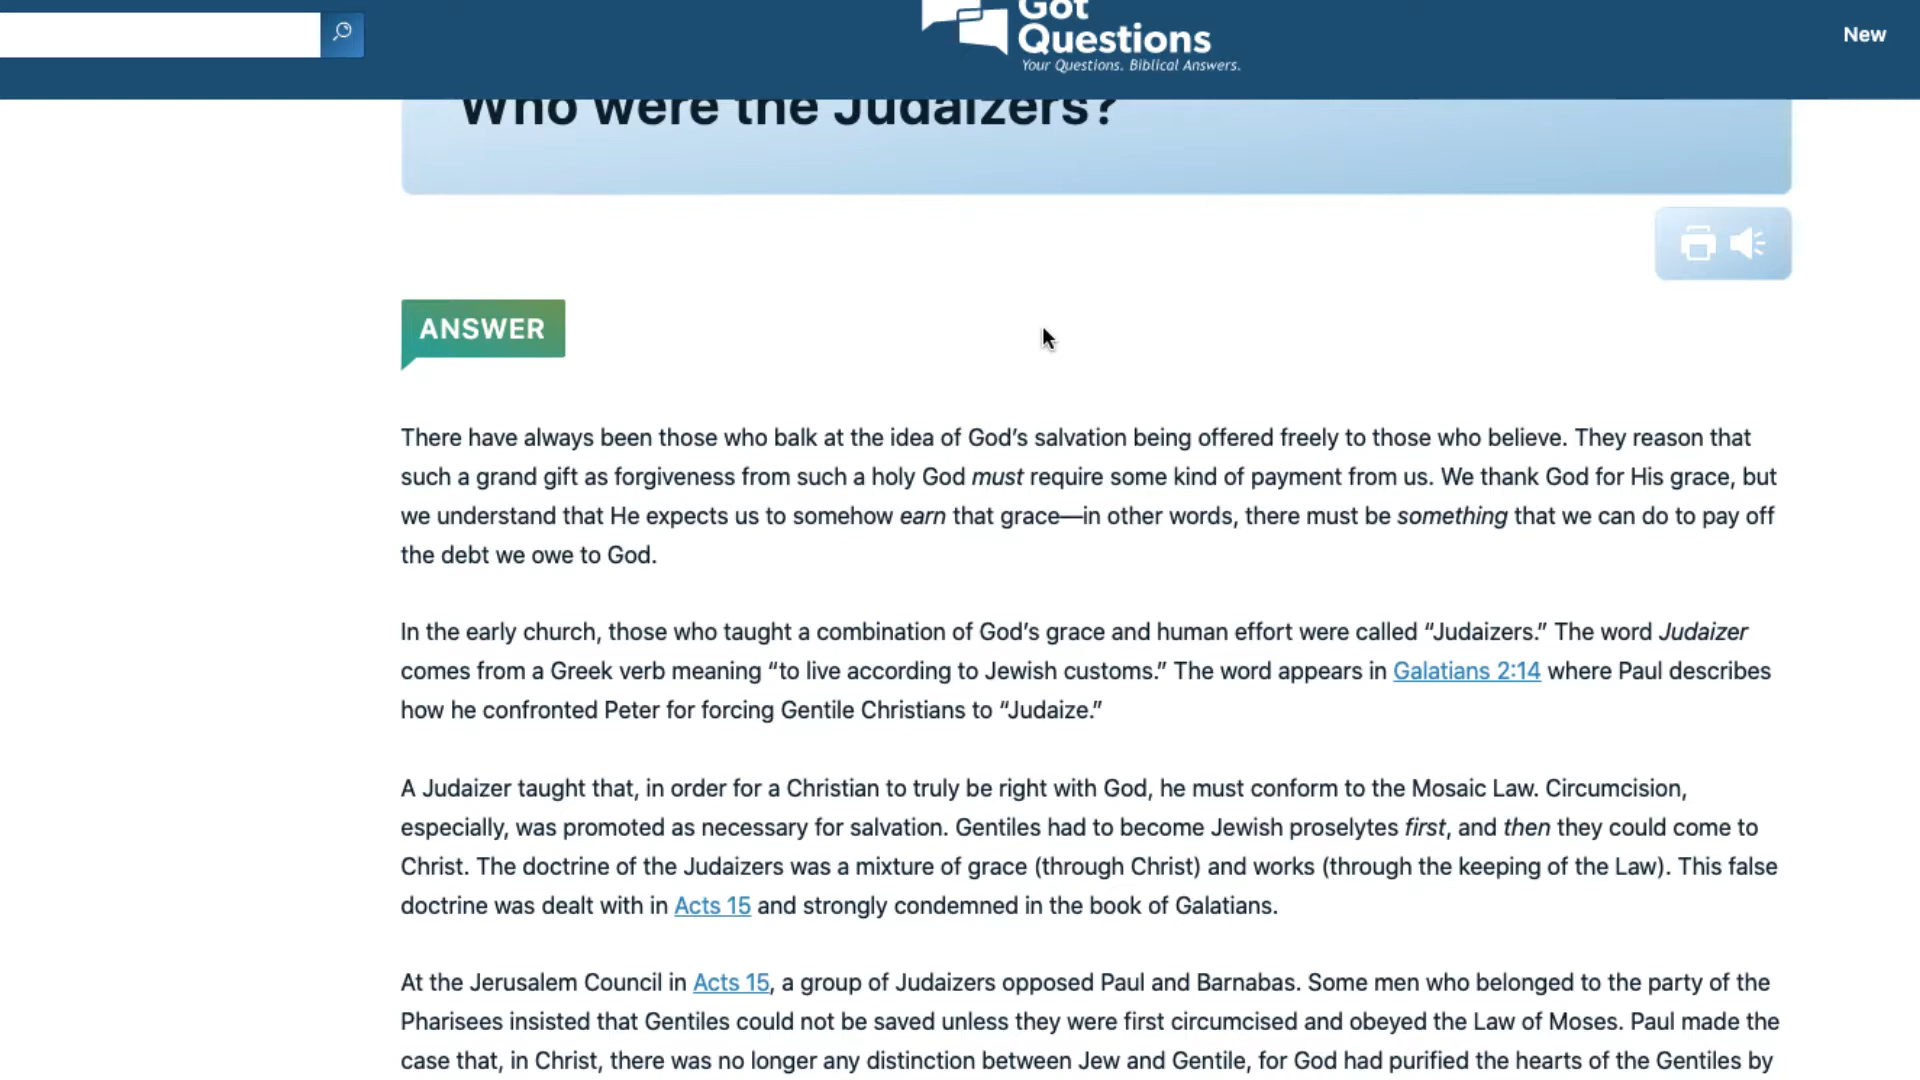 Got
Questions
Your Questions. Biblical Answers.
New
Who were the Judaizers?
ANSWER
There have always been those who balk at the idea of God’s salvation being offered freely to those who believe. They reason that
such a grand gift as forgiveness from such a holy God must require some kind of payment from us. We thank God for His grace, but
we understand that He expects us to somehow earn that grace—in other words, there must be something that we can do to pay off
the debt we owe to God.
In the early church, those who taught a combination of God’s grace and human effort were called “Judaizers.” The word Judaizer
comes from a Greek verb meaning “to live according to Jewish customs.” The word appears in Galatians 2:14 where Paul describes
how he confronted Peter for forcing Gentile Christians to “Judaize.”
A Judaizer taught that, in order for a Christian to truly be right with God, he must conform to the Mosaic Law. Circumcision,
especially, was promoted as necessary for salvation. Gentiles had to become Jewish proselytes first, and then they could come to
Christ. The doctrine of the Judaizers was a mixture of grace (through Christ) and works (through the keeping of the Law). This false
doctrine was dealt with in Acts 15 and strongly condemned in the book of Galatians.
At the Jerusalem Council in Acts 15, a group of Judaizers opposed Paul and Barnabas. Some men who belonged to the party of the
Pharisees insisted that Gentiles could not be saved unless they were first circumcised and obeyed the Law of Moses. Paul made the
case that, in Christ, there was no longer any distinction between Jew and Gentile, for God had purified the hearts of the Gentiles by